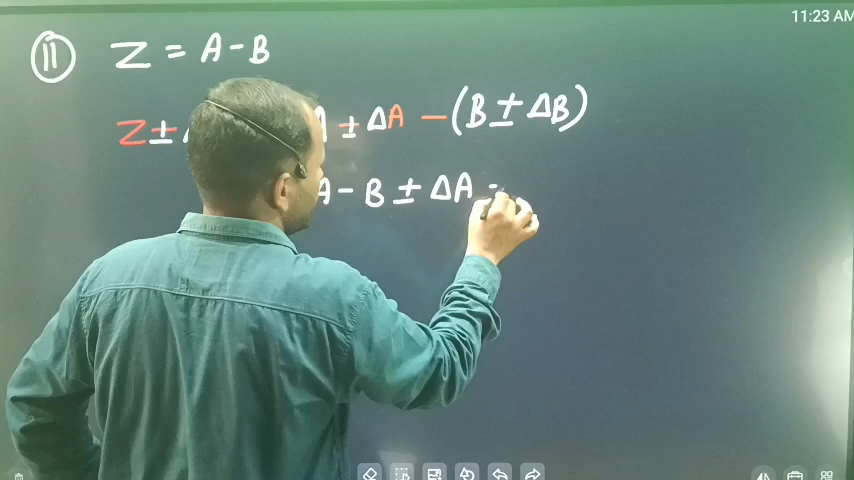 11:23 AM
11 Z = A - B
Z ± A ± ΔA - (B ± ΔB)
A - B ± ΔA